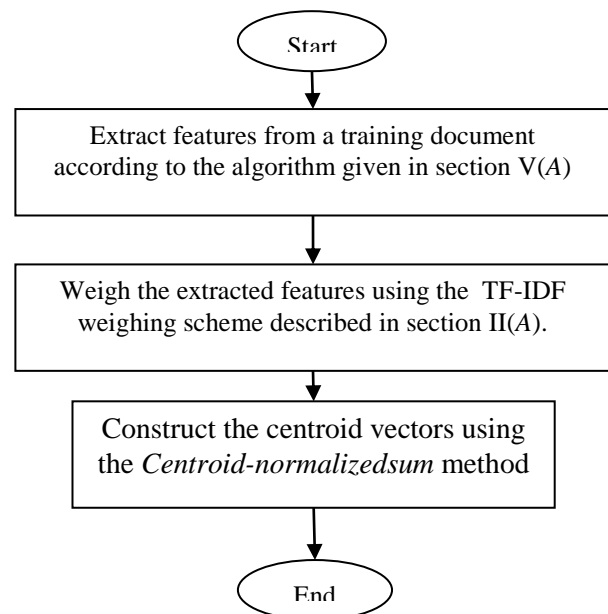 Start
Extract features from a training document
according to the algorithm given in section V(A)
Weigh the extracted features using the TF-IDF
weighing scheme described in section II(A).
Construct the centroid vectors using
the Centroid-normalizedsum method
End